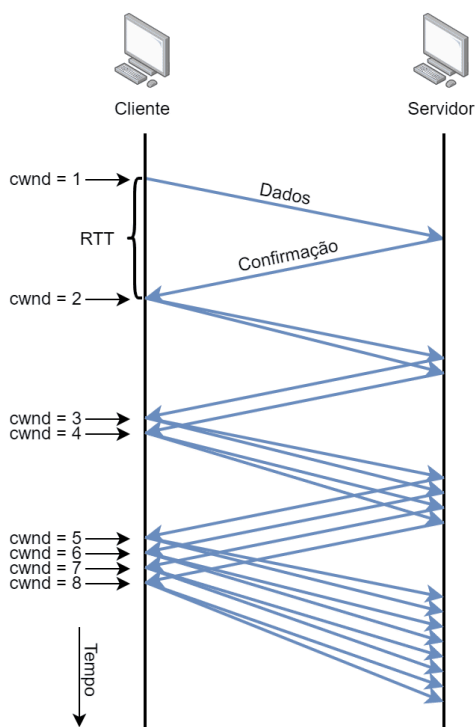 Cliente
Servidor
cwnd = 1
Dados
RTT
Confirmação
cwnd = 2
cwnd = 3
cwnd = 4
cwnd = 5
cwnd = 6
cwnd = 7
cwnd = 8
Tempo